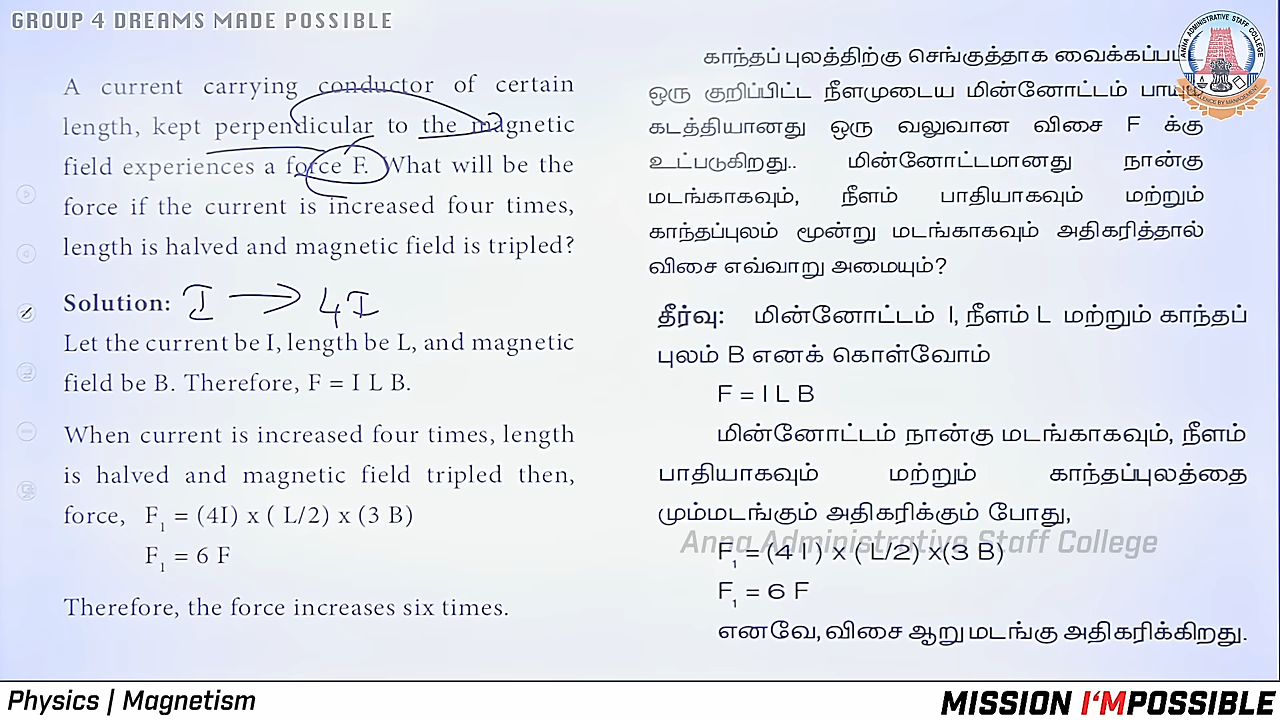 GROUP 4 DREAMS MADE POSSIBLE
A current carrying conductor of certain
length, kept perpendicular to the magnetic
field experiences a force F. What will be the
force if the current is increased four times,
length is halved and magnetic field is tripled?
Solution: I → 4I
Let the current be I, length be L, and magnetic
field be B. Therefore, F = I L B.
When current is increased four times, length
is halved and magnetic field tripled then,
force, F₁ = (4I) x ( L/2) x (3 B)
F₁ = 6 F
Therefore, the force increases six times.
காந்தப் புலத்திற்கு செங்குத்தாக
ஒரு குறிப்பிட்ட நீளமுடைய மின்னோட்டம்
கடத்தியானது ஒரு வலுவான விசை F க்கு
உட்படுகிறது.. மின்னோட்டமானது நான்கு
மடங்காகவும், நீளம் பாதியாகவும் மற்றும்
காந்தப்புலம் மூன்று மடங்காகவும் அதிகரித்தால்
விசை எவ்வாறு அமையும்?
தீர்வு: மின்னோட்டம் I, நீளம் L மற்றும் காந்தப்
புலம் B எனக் கொள்வோம்
F = I L B
மின்னோட்டம் நான்கு மடங்காகவும், நீளம்
பாதியாகவும் மற்றும் காந்தப்புலத்தை
மும்மடங்கும் அதிகரிக்கும் போது,
Anna Administrative Staff College
F₁ = (4 I ) x ( L/2) x(3 B)
F₁ = 6 F
எனவே, விசை ஆறு மடங்கு அதிகரிக்கிறது.
ANNA ADMINISTRATIVE STAFF COLLEGE
Physics | Magnetism
MISSION I'MPOSSIBLE